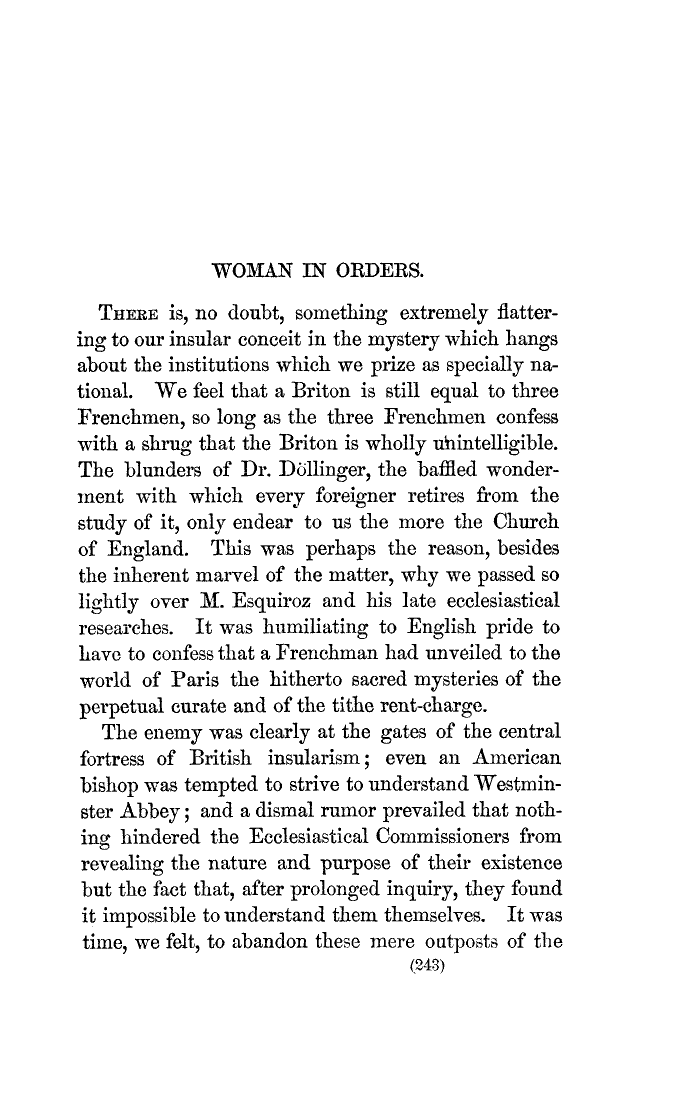 WOMAN IN ORDERS.
THERE is, no doubt, something extremely flatter-
ing to our insular conceit in the mystery which hangs
about the institutions which we prize as specially na-
tional. We feel that a Briton is still equal to three
Frenchmen, so long as the three Frenchmen confess
with a shrug that the Briton is wholly unintelligible.
The blunders of Dr. Döllinger, the baffled wonder-
ment with which every foreigner retires from the
study of it, only endear to us the more the Church
of England. This was perhaps the reason, besides
the inherent marvel of the matter, why we passed so
lightly over M. Esquiroz and his late ecclesiastical
researches. It was humiliating to English pride to
have to confess that a Frenchman had unveiled to the
world of Paris the hitherto sacred mysteries of the
perpetual curate and of the tithe rent-charge.
The enemy was clearly at the gates of the central
fortress of British insularism; even an American
bishop was tempted to strive to understand Westmin-
ster Abbey; and a dismal rumor prevailed that noth-
ing hindered the Ecclesiastical Commissioners from
revealing the nature and purpose of their existence
but the fact that, after prolonged inquiry, they found
it impossible to understand them themselves. It was
time, we felt, to abandon these mere outposts of the
(243)